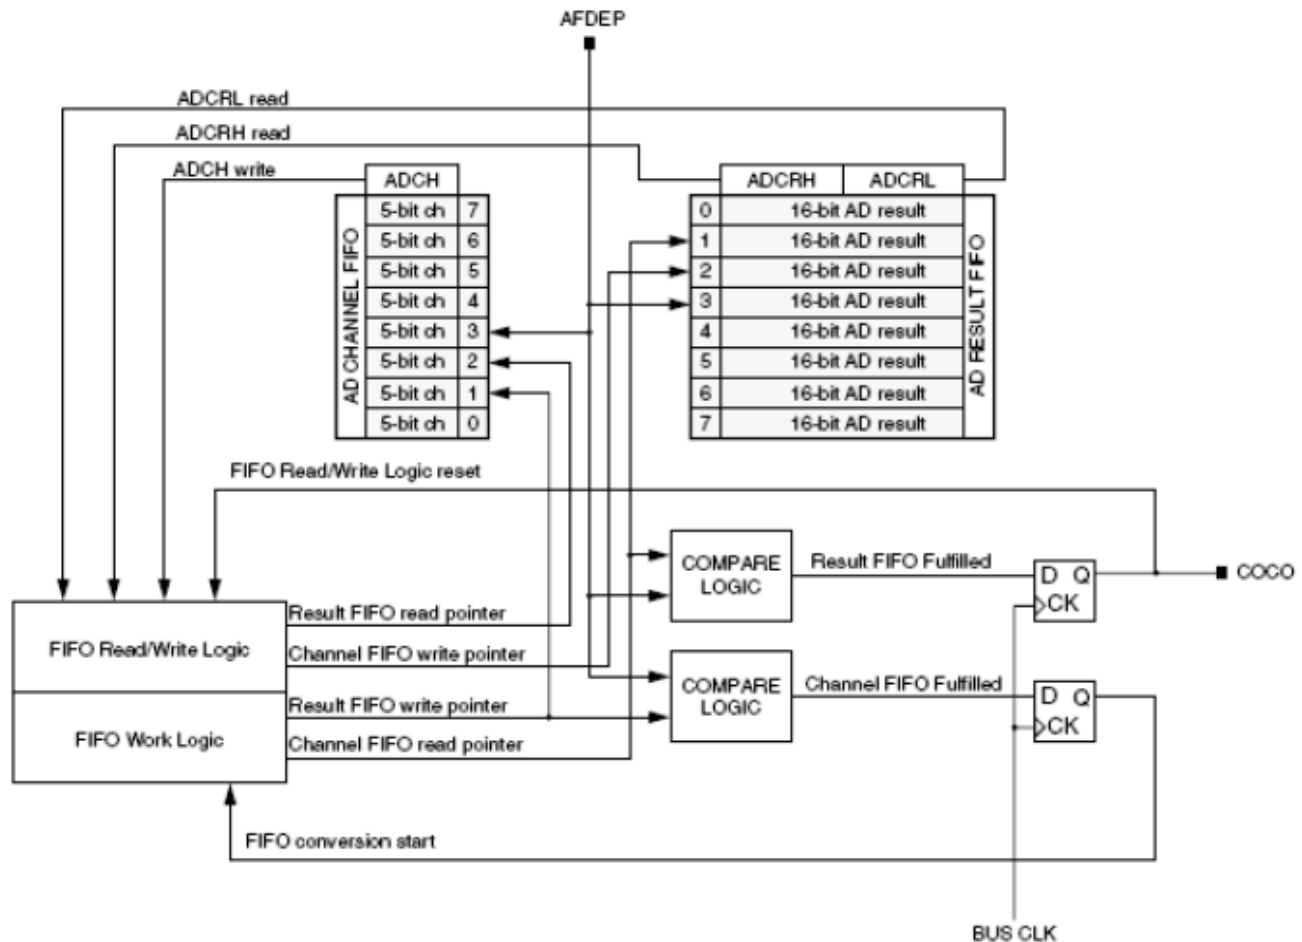 AFDEP
ADCRL read
ADCRH read
ADCH write
ADCH
ADCRH ADCRL
AD CHANNEL FIFO
5-bit ch 7
5-bit ch 6
5-bit ch 5
5-bit ch 4
5-bit ch 3
5-bit ch 2
5-bit ch 1
5-bit ch 0
0 16-bit AD result
1 16-bit AD result
2 16-bit AD result
3 16-bit AD result
4 16-bit AD result
5 16-bit AD result
6 16-bit AD result
7 16-bit AD result
AD RESULT FIFO
FIFO Read/Write Logic reset
COMPARE
LOGIC
Result FIFO Fulfilled
D Q
CK
COCO
FIFO Read/Write Logic
Result FIFO read pointer
Channel FIFO write pointer
COMPARE
LOGIC
Channel FIFO Fulfilled
D Q
CK
FIFO Work Logic
Result FIFO write pointer
Channel FIFO read pointer
FIFO conversion start
BUS CLK